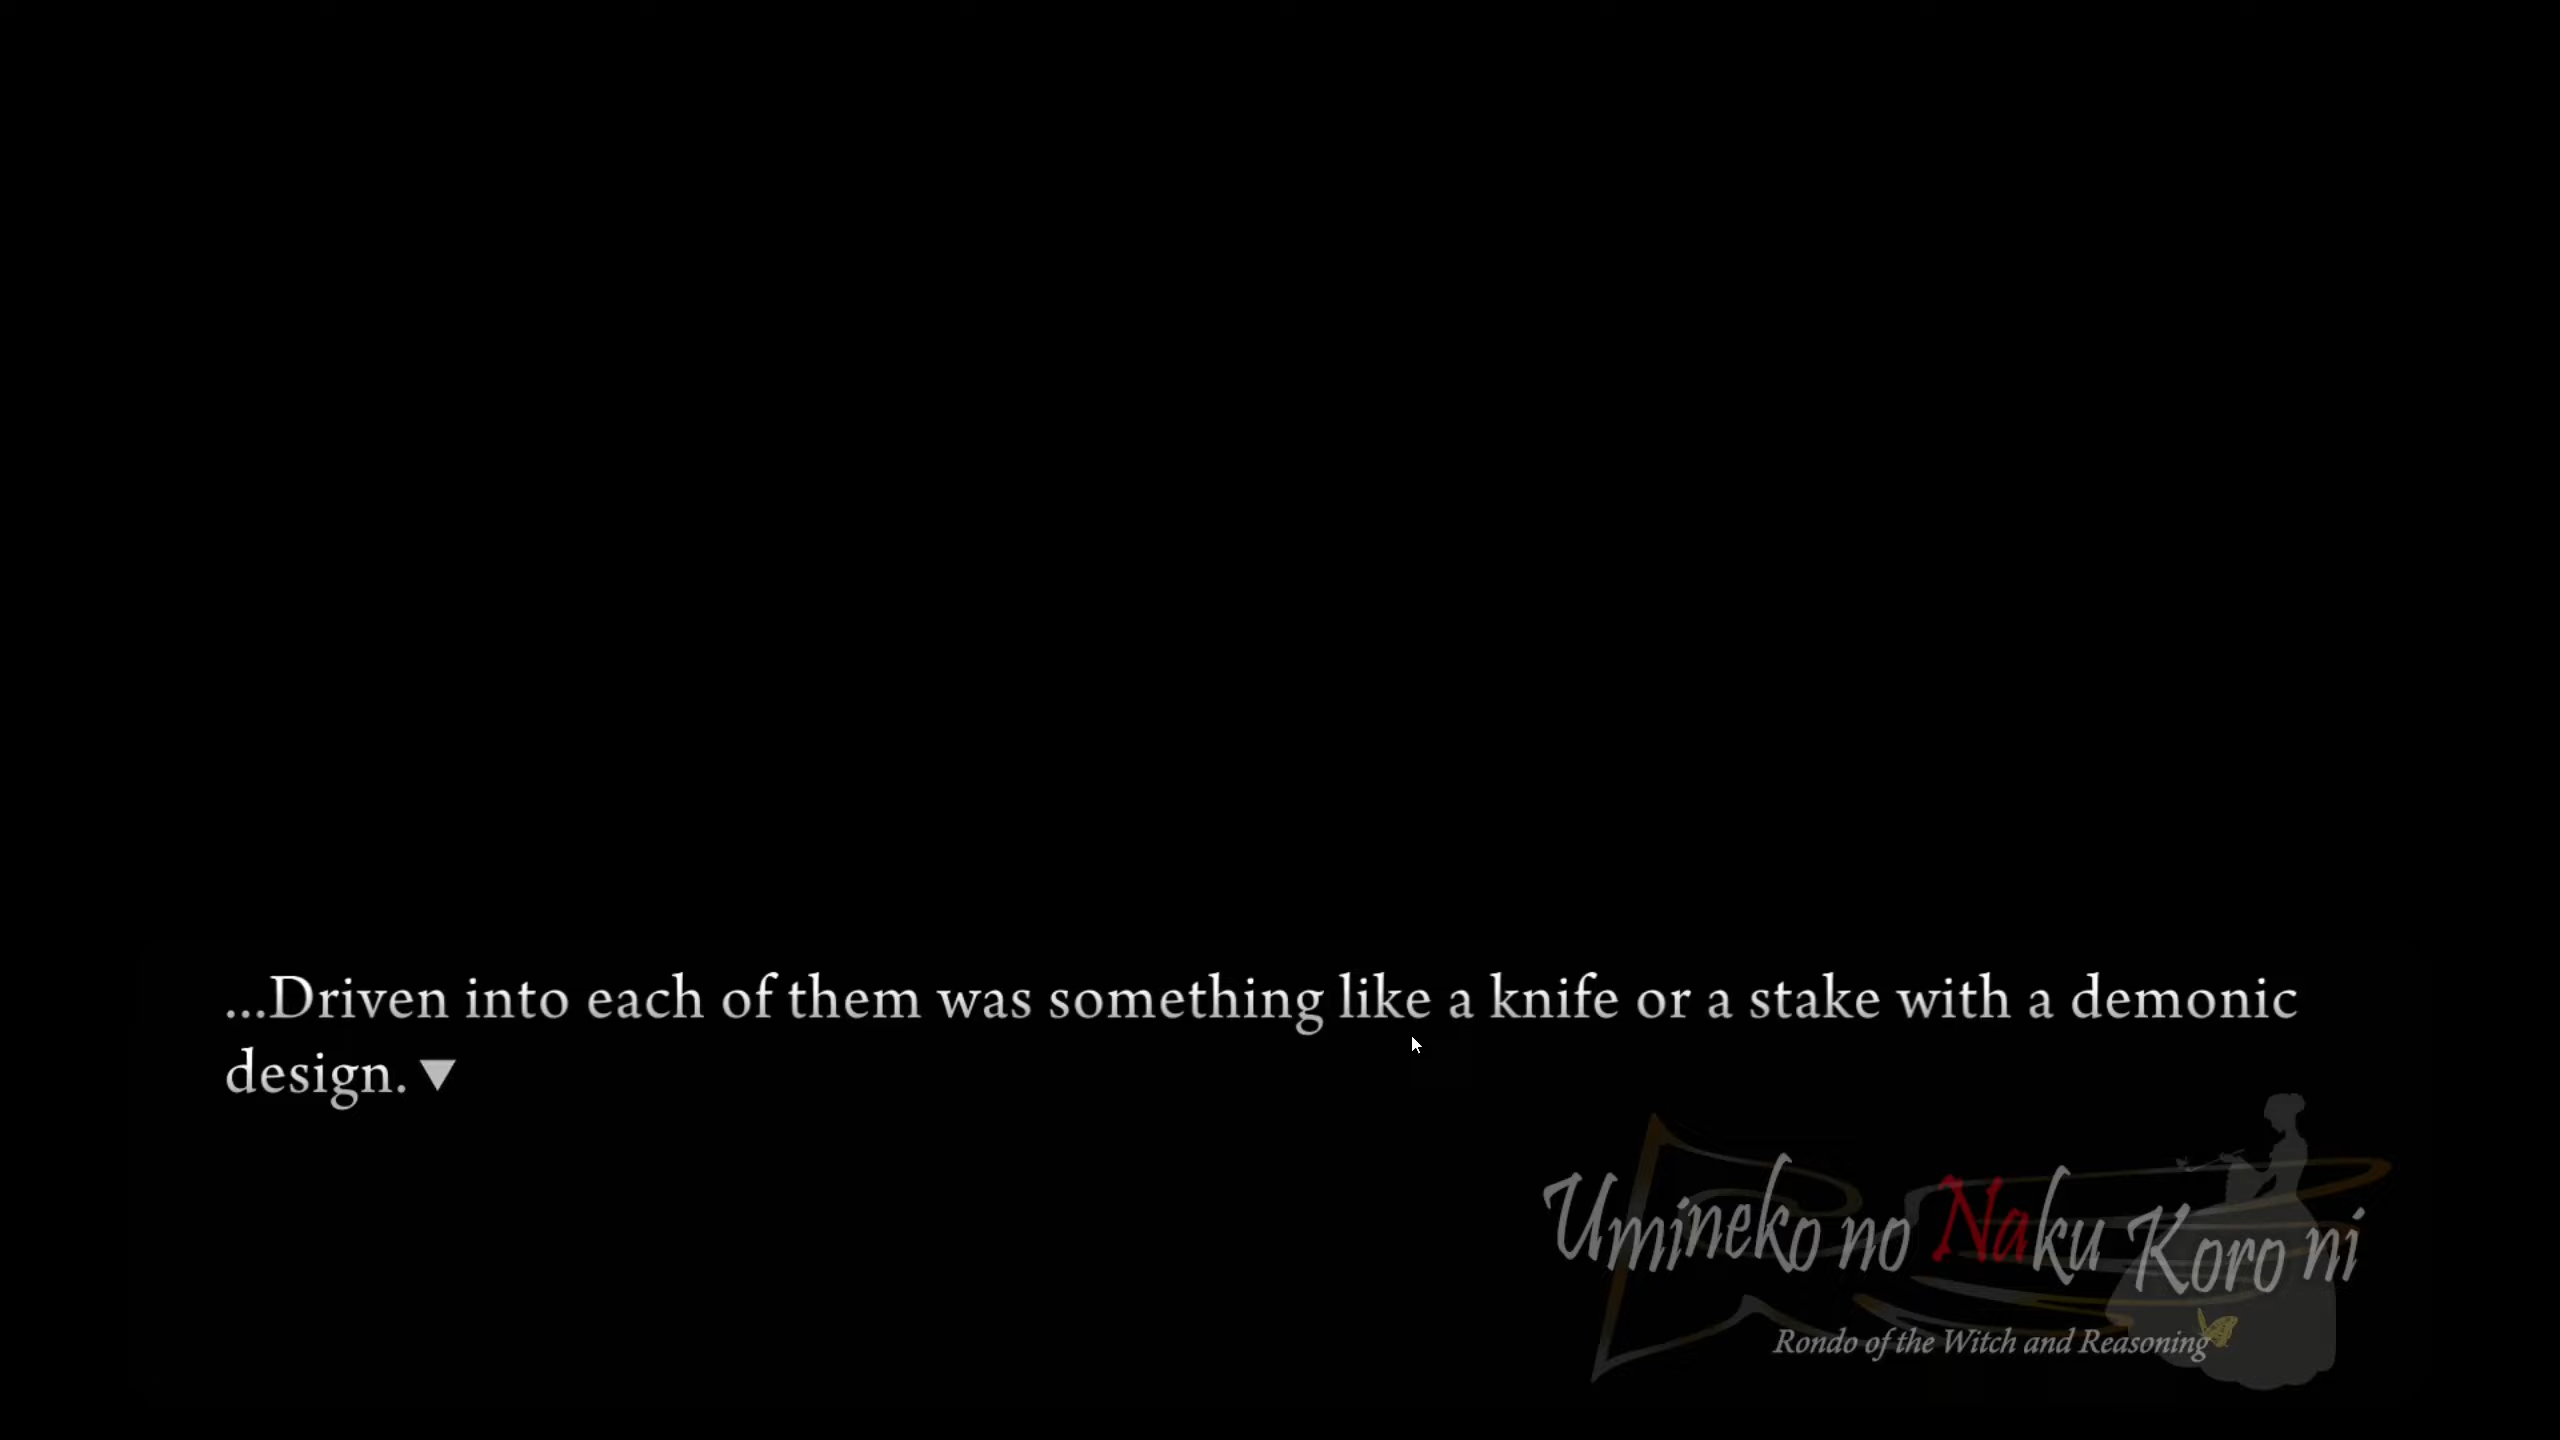 ...Driven into each of them was something like a knife or a stake with a demonic
design. ▼
Umineko no Naku Koro ni
Rondo of the Witch and Reasoning